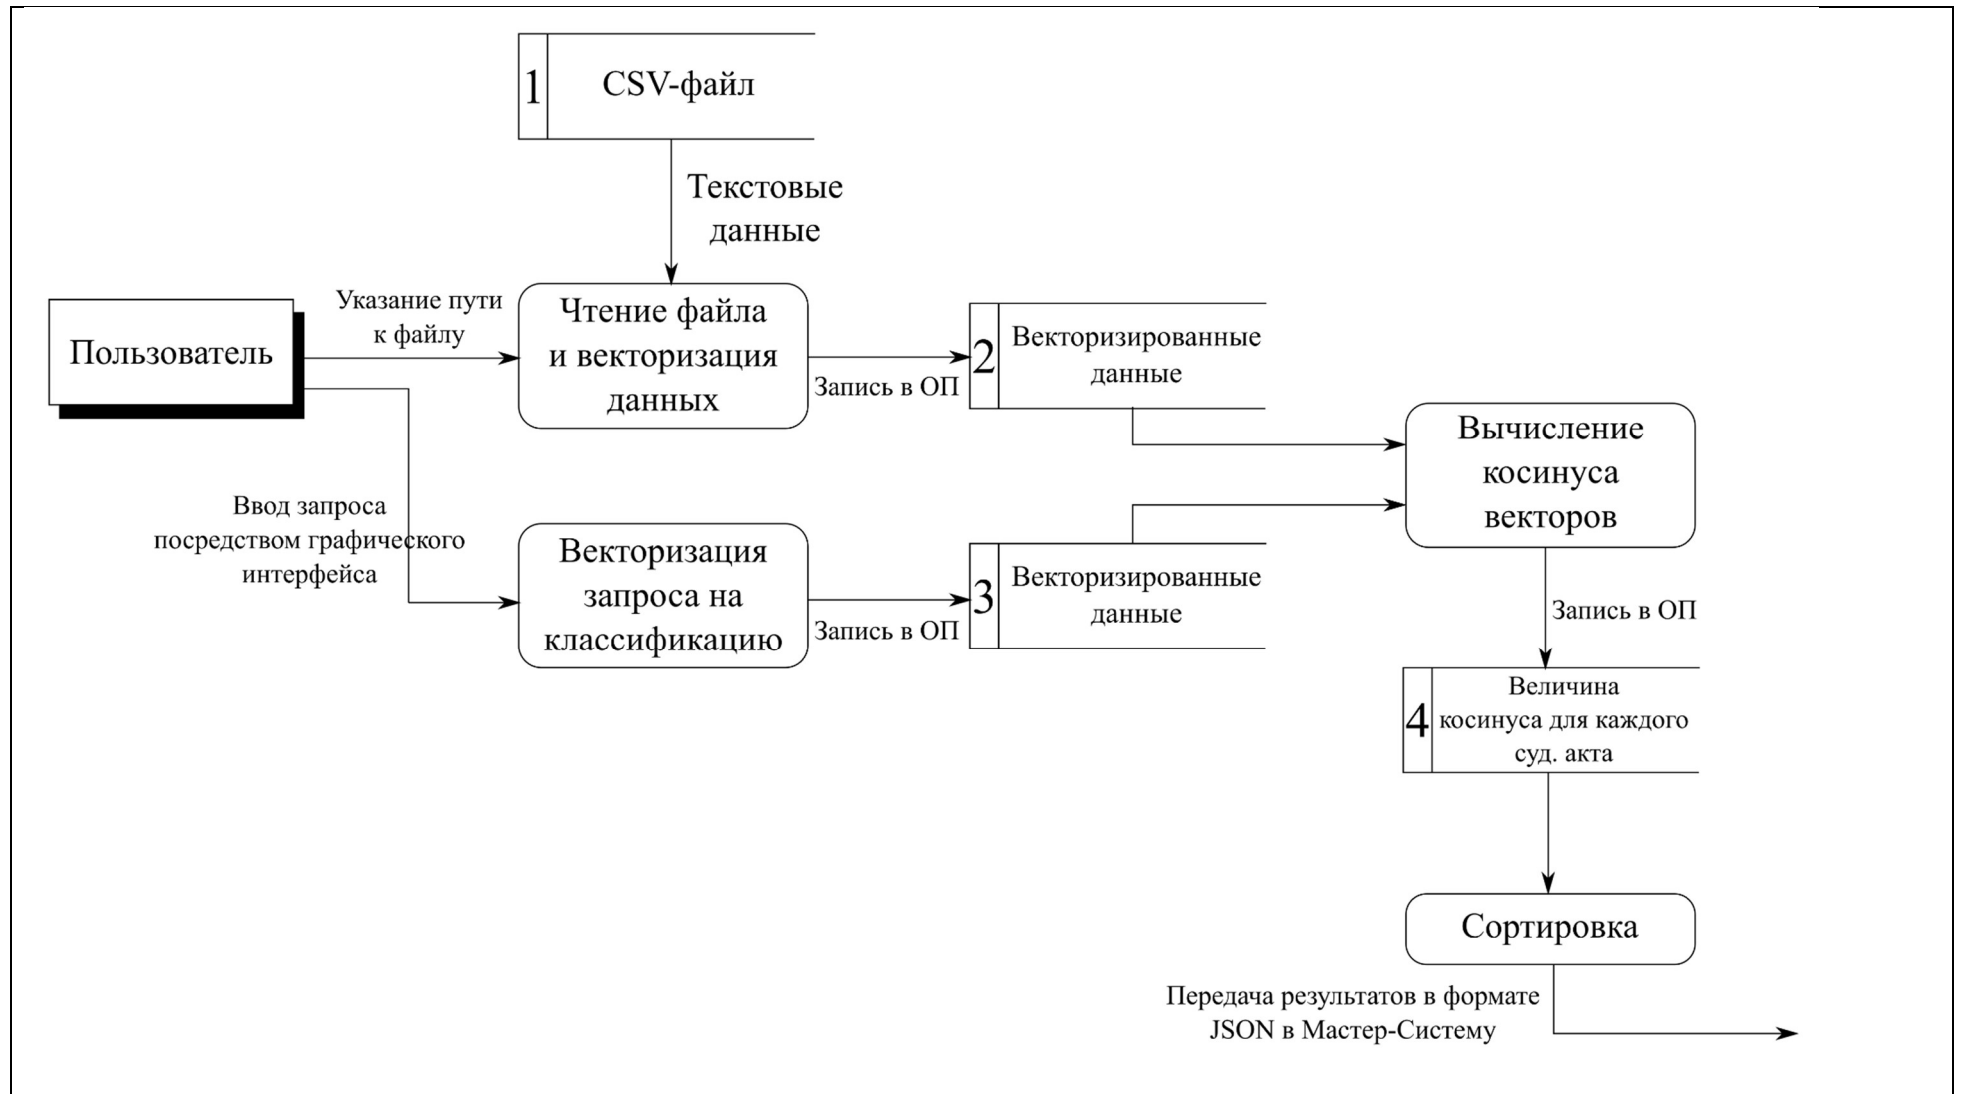 1
CSV-файл
Текстовые
данные
Пользователь
Указание пути
к файлу
Чтение файла
и векторизация
данных
Запись в ОП
2
Векторизированные
данные
Ввод запроса
посредством графического
интерфейса
Векторизация
запроса на
классификацию
Запись в ОП
3
Векторизированные
данные
Вычисление
косинуса
векторов
Запись в ОП
4
Величина
косинуса для каждого
суд. акта
Сортировка
Передача результатов в формате
JSON в Мастер-Систему